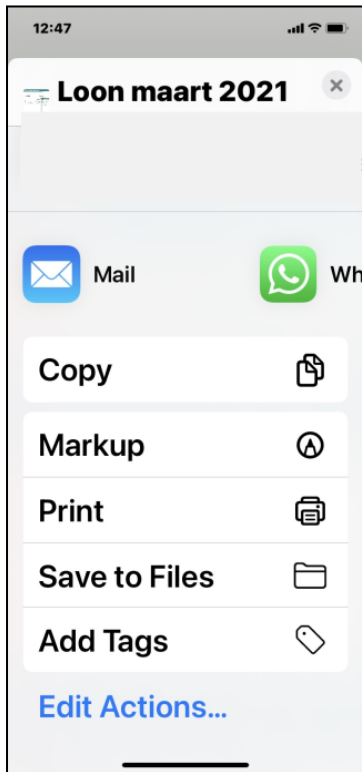 12:47
Loon maart 2021
Mail
Wh
Copy
Markup
Print
Save to Files
Add Tags
Edit Actions...